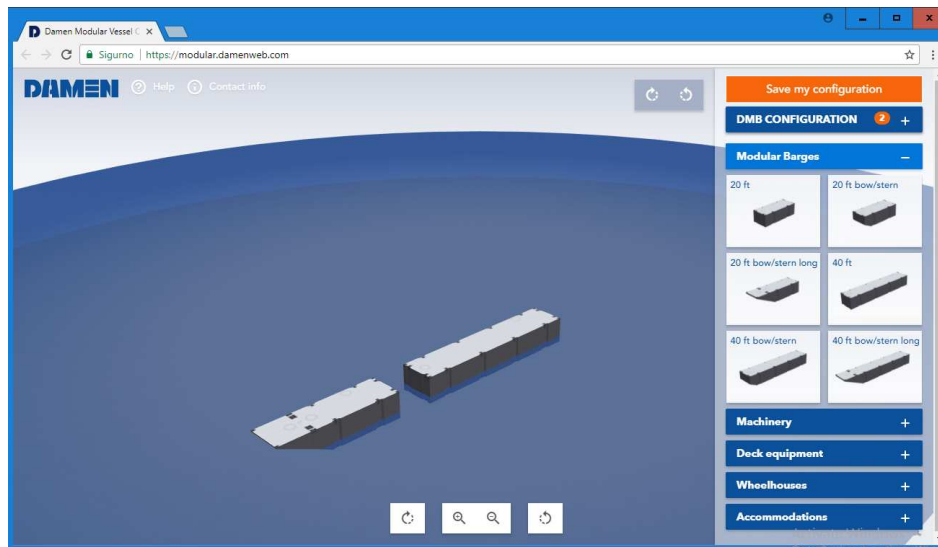 Damen Modular Vessel C
Sigurno | https://modular.damenweb.com
DAMEN
Help
Contact info
Save my configuration
DMB CONFIGURATION 2 +
Modular Barges −
20 ft
20 ft bow/stern
20 ft bow/stern long
40 ft
40 ft bow/stern
40 ft bow/stern long
Machinery +
Deck equipment +
Wheelhouses +
Accommodations +